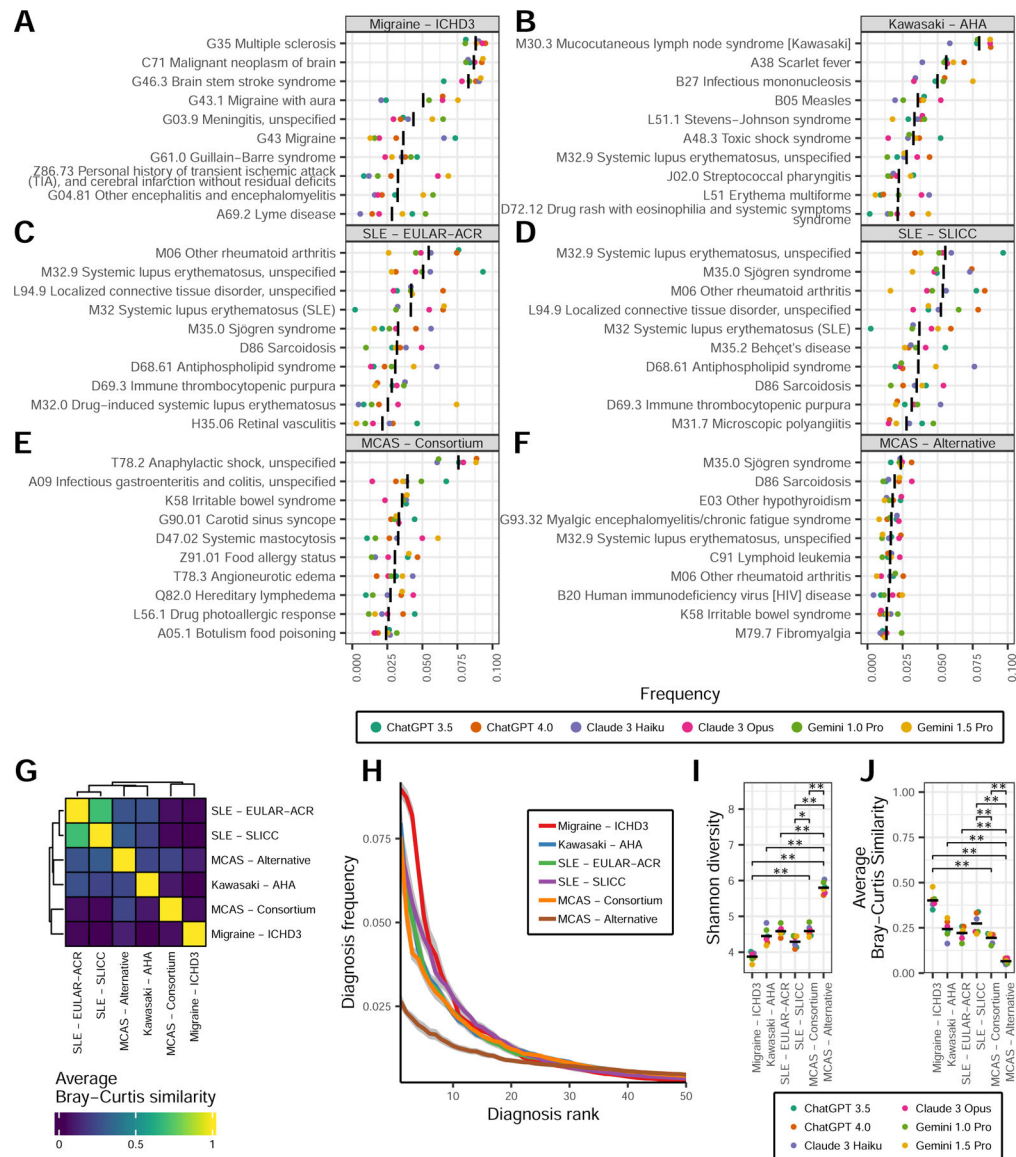 A
Migraine – ICHD3
G35 Multiple sclerosis
C71 Malignant neoplasm of brain
G46.3 Brain stem stroke syndrome
G43.1 Migraine with aura
G03.9 Meningitis, unspecified
G43 Migraine
G61.0 Guillain–Barre syndrome
Z86.73 Personal history of transient ischemic attack
(TIA), and cerebral infarction without residual deficits
G04.81 Other encephalitis and encephalomyelitis
A69.2 Lyme disease
B
Kawasaki – AHA
M30.3 Mucocutaneous lymph node syndrome [Kawasaki]
A38 Scarlet fever
B27 Infectious mononucleosis
B05 Measles
L51.1 Stevens–Johnson syndrome
A48.3 Toxic shock syndrome
M32.9 Systemic lupus erythematosus, unspecified
J02.0 Streptococcal pharyngitis
L51 Erythema multiforme
D72.12 Drug rash with eosinophilia and systemic symptoms
syndrome
C
SLE – EULAR–ACR
M06 Other rheumatoid arthritis
M32.9 Systemic lupus erythematosus, unspecified
L94.9 Localized connective tissue disorder, unspecified
M32 Systemic lupus erythematosus (SLE)
M35.0 Sjögren syndrome
D86 Sarcoidosis
D68.61 Antiphospholipid syndrome
D69.3 Immune thrombocytopenic purpura
M32.0 Drug–induced systemic lupus erythematosus
H35.06 Retinal vasculitis
D
SLE – SLICC
M32.9 Systemic lupus erythematosus, unspecified
M35.0 Sjögren syndrome
M06 Other rheumatoid arthritis
L94.9 Localized connective tissue disorder, unspecified
M32 Systemic lupus erythematosus (SLE)
M35.2 Behçet's disease
D68.61 Antiphospholipid syndrome
D86 Sarcoidosis
D69.3 Immune thrombocytopenic purpura
M31.7 Microscopic polyangiitis
E
MCAS – Consortium
T78.2 Anaphylactic shock, unspecified
A09 Infectious gastroenteritis and colitis, unspecified
K58 Irritable bowel syndrome
G90.01 Carotid sinus syncope
D47.02 Systemic mastocytosis
Z91.01 Food allergy status
T78.3 Angioneurotic edema
Q82.0 Hereditary lymphedema
L56.1 Drug photoallergic response
A05.1 Botulism food poisoning
0.000
0.025
0.050
0.075
0.100
F
MCAS – Alternative
M35.0 Sjögren syndrome
D86 Sarcoidosis
E03 Other hypothyroidism
G93.32 Myalgic encephalomyelitis/chronic fatigue syndrome
M32.9 Systemic lupus erythematosus, unspecified
C91 Lymphoid leukemia
M06 Other rheumatoid arthritis
B20 Human immunodeficiency virus [HIV] disease
K58 Irritable bowel syndrome
M79.7 Fibromyalgia
0.000
0.025
0.050
0.075
0.100
Frequency
ChatGPT 3.5
ChatGPT 4.0
Claude 3 Haiku
Claude 3 Opus
Gemini 1.0 Pro
Gemini 1.5 Pro
G
SLE – EULAR–ACR
SLE – SLICC
MCAS – Alternative
Kawasaki – AHA
MCAS – Consortium
Migraine – ICHD3
SLE – EULAR–ACR
SLE – SLICC
MCAS – Alternative
Kawasaki – AHA
MCAS – Consortium
Migraine – ICHD3
Average
Bray–Curtis similarity
0
0.5
1
H
Diagnosis frequency
0.075
0.050
0.025
Migraine – ICHD3
Kawasaki – AHA
SLE – EULAR–ACR
SLE – SLICC
MCAS – Consortium
MCAS – Alternative
10
20
30
40
50
Diagnosis rank
I
Shannon diversity
8
7
6
5
4
**
**
*
**
**
**
**
Migraine – ICHD3
Kawasaki – AHA
SLE – EULAR–ACR
SLE – SLICC
MCAS – Consortium
MCAS – Alternative
J
Average
Bray–Curtis Similarity
1.00
0.75
0.50
0.25
0.00
**
**
**
**
**
**
**
Migraine – ICHD3
Kawasaki – AHA
SLE – EULAR–ACR
SLE – SLICC
MCAS – Consortium
MCAS – Alternative
ChatGPT 3.5
ChatGPT 4.0
Claude 3 Haiku
Claude 3 Opus
Gemini 1.0 Pro
Gemini 1.5 Pro